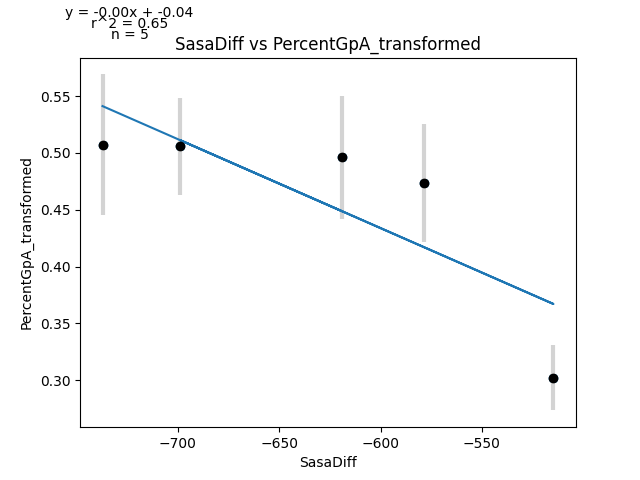 y = -0.00x + -0.04
r^2 = 0.65
n = 5
SasaDiff vs PercentGpA_transformed
PercentGpA_transformed
0.55
0.50
0.45
0.40
0.35
0.30
−700
−650
−600
−550
SasaDiff